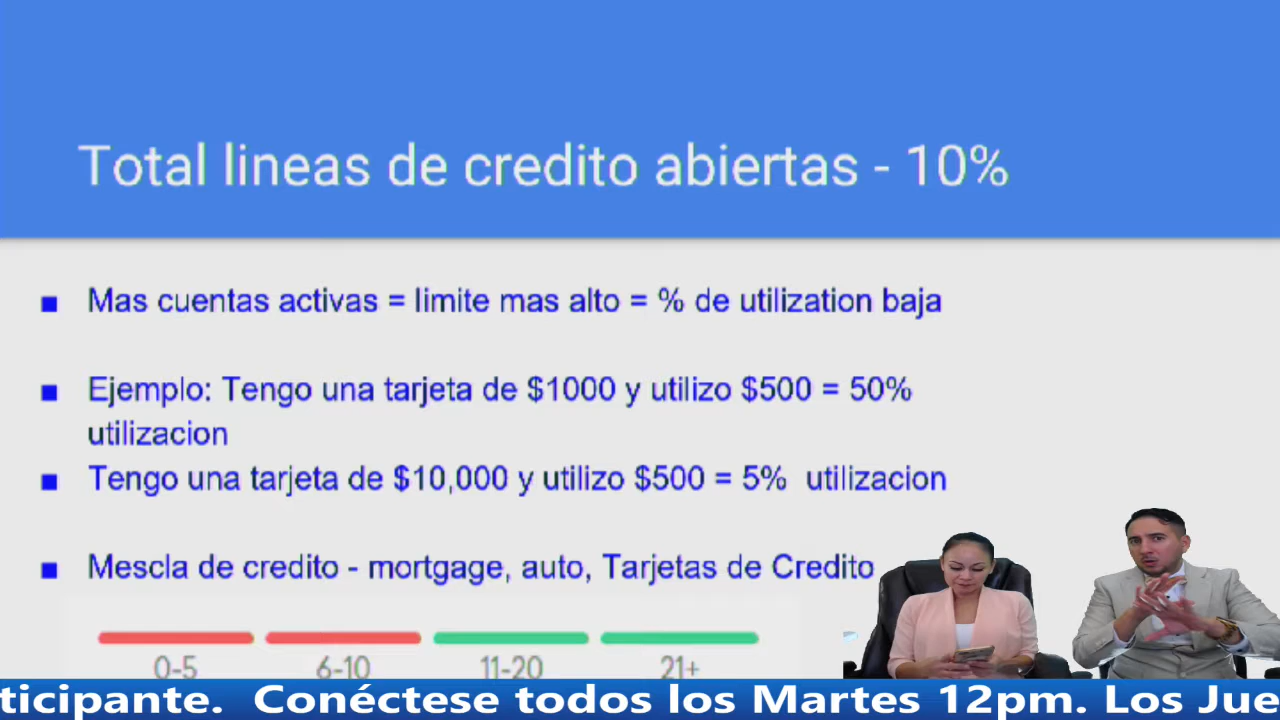 Total lineas de credito abiertas - 10%
Mas cuentas activas = limite mas alto = % de utilization baja
Ejemplo: Tengo una tarjeta de $1000 y utilizo $500 = 50%
utilizacion
Tengo una tarjeta de $10,000 y utilizo $500 = 5% utilizacion
Mescla de credito - mortgage, auto, Tarjetas de Credito
0-5 6-10 11-20 21+
ticipante. Conéctese todos los Martes 12pm. Los Jue